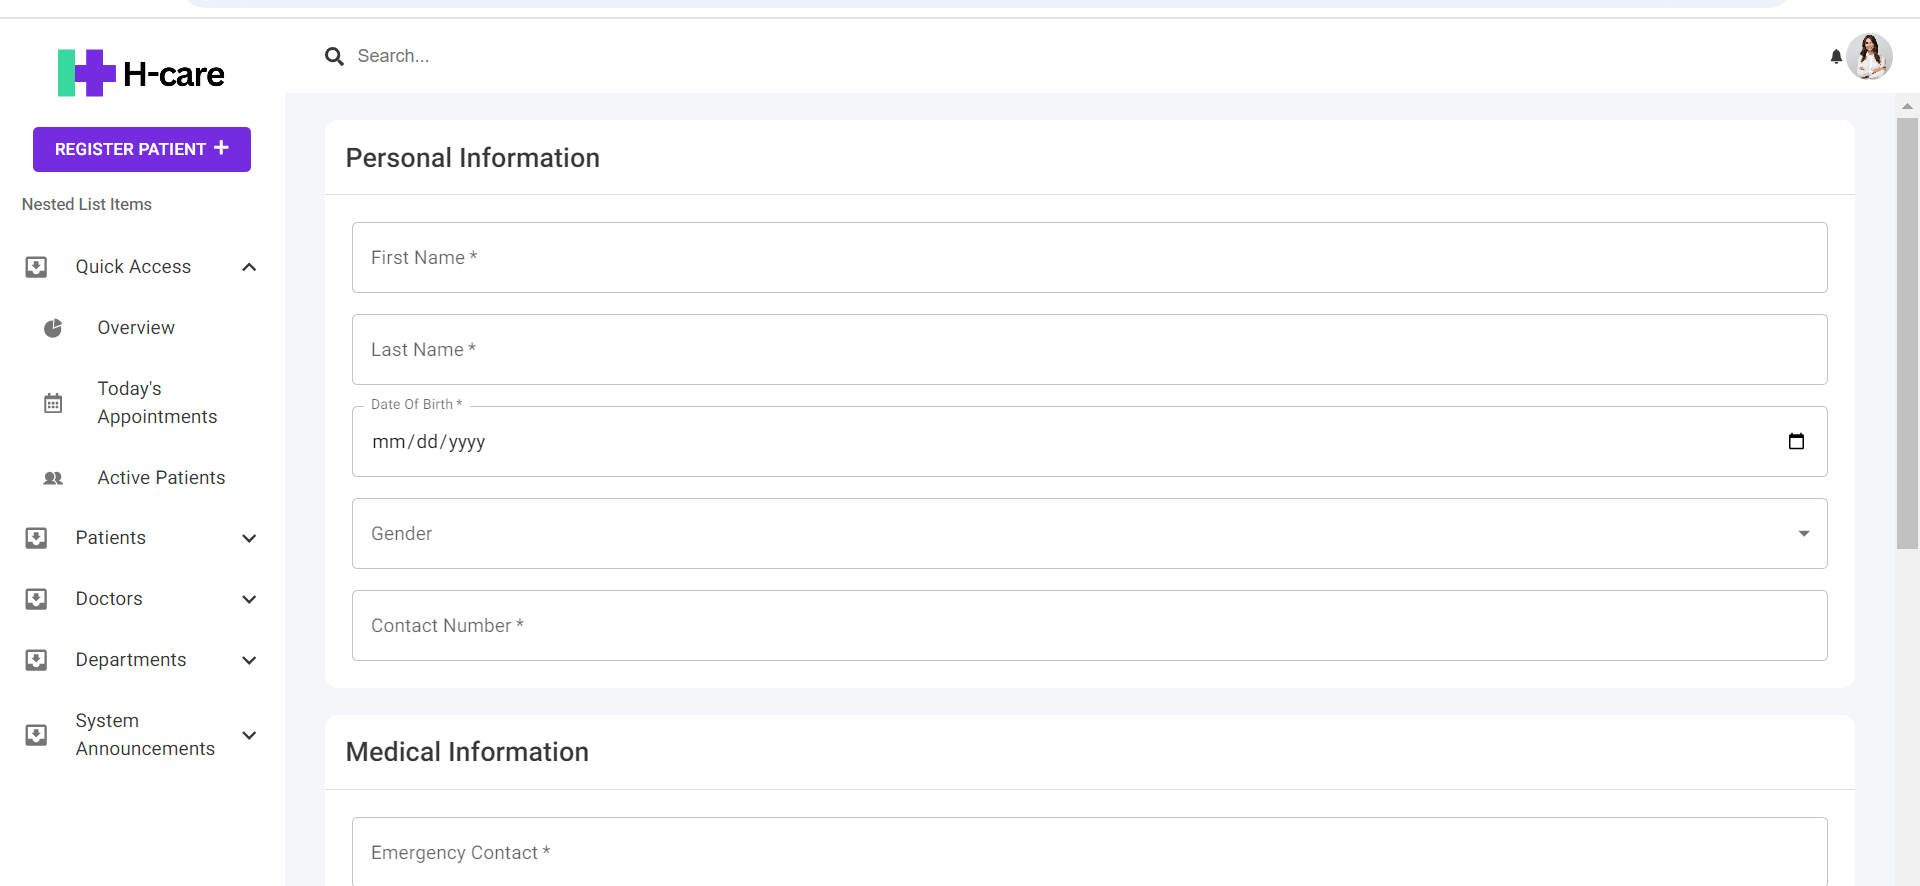 H-care
Search...
REGISTER PATIENT +
Nested List Items
Quick Access
Overview
Today's
Appointments
Active Patients
Patients
Doctors
Departments
System
Announcements
Personal Information
First Name *
Last Name *
Date Of Birth *
mm/dd/yyyy
Gender
Contact Number *
Medical Information
Emergency Contact *